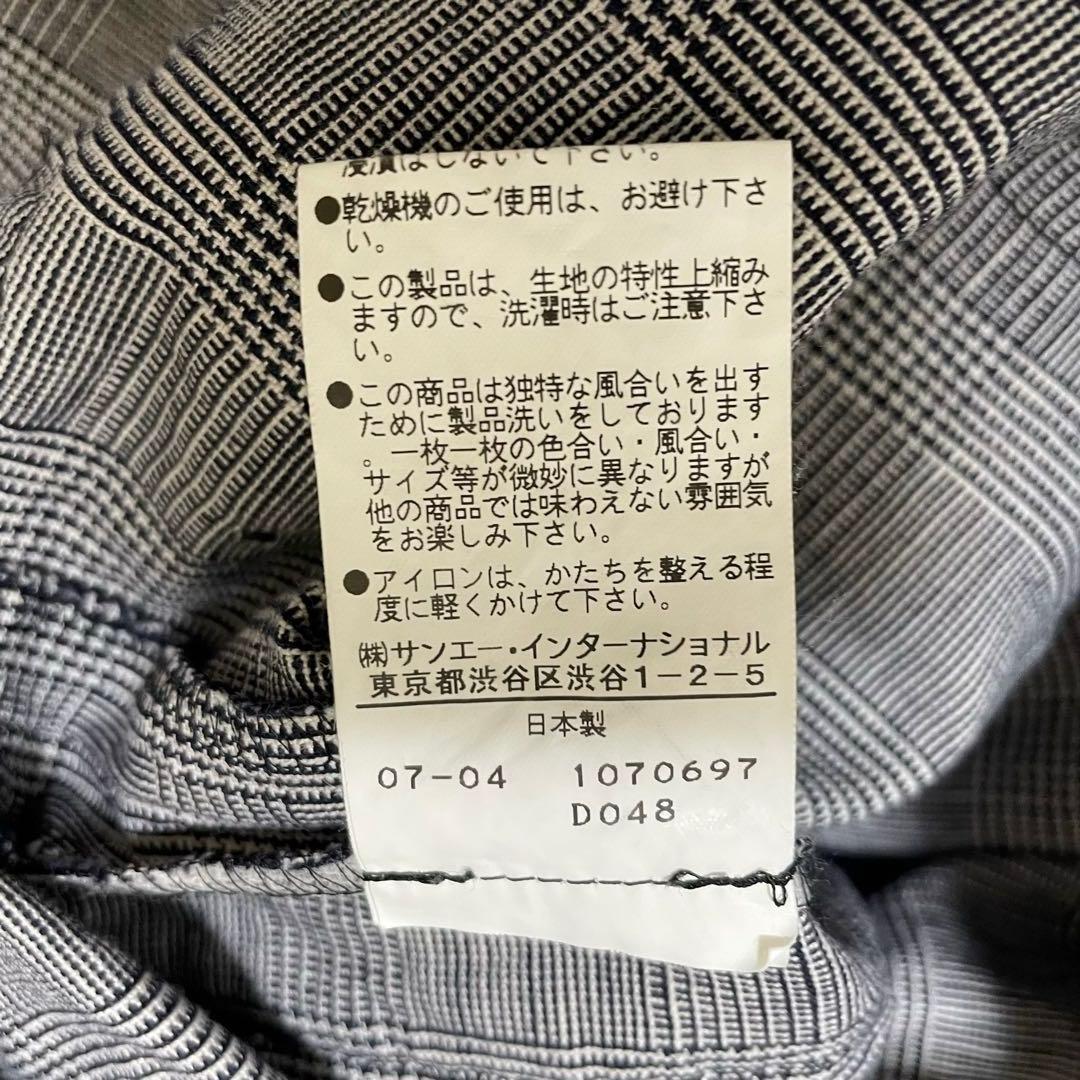 浸漬はしないで下さい。
●乾燥機のご使用は、お避け下さ
い。
●この製品は、生地の特性上縮み
ますので、洗濯時はご注意下さ
い。
●この商品は独特な風合いを出す
ために製品洗いをしております
。一枚一枚の色合い・風合い・
サイズ等が微妙に異なりますが
他の商品では味わえない雰囲気
をお楽しみ下さい。
●アイロンは、かたちを整える程
度に軽くかけて下さい。
㈱サンエー・インターナショナル
東京都渋谷区渋谷1-2-5
日本製
07-04 1070697
D048